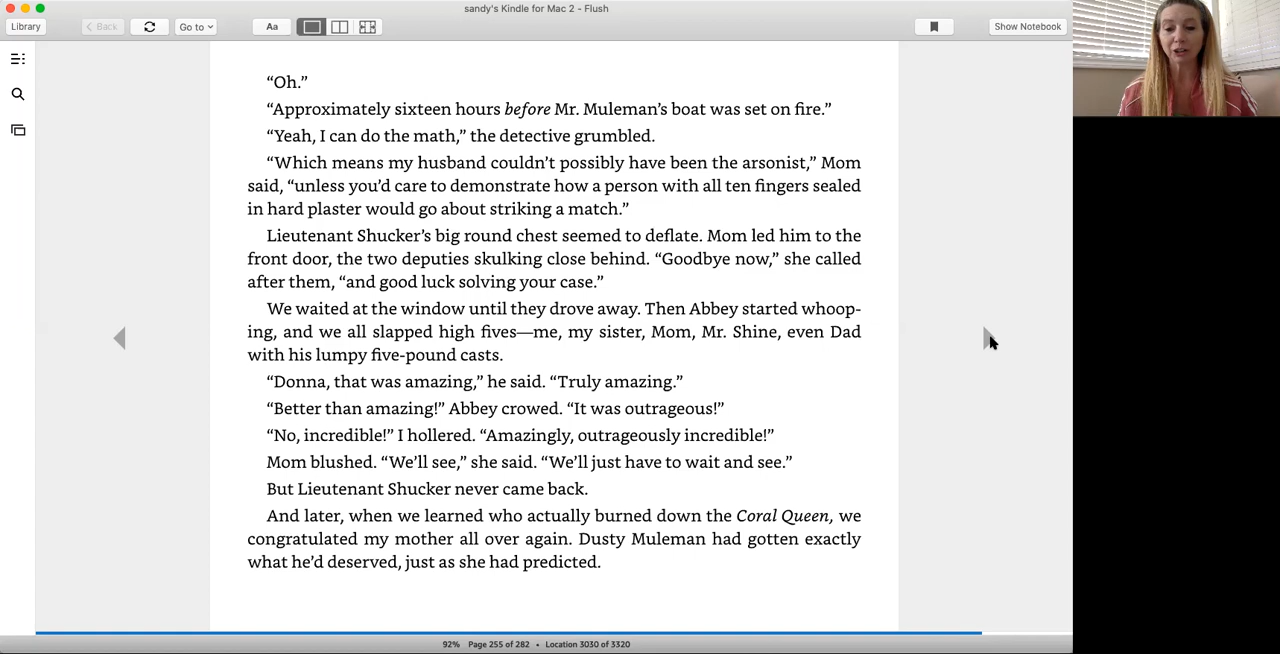 sandy's Kindle for Mac 2 - Flush
Library
Back
Go to
Aa
Show Notebook
“Oh.”
“Approximately sixteen hours before Mr. Muleman’s boat was set on fire.”
“Yeah, I can do the math,” the detective grumbled.
“Which means my husband couldn’t possibly have been the arsonist,” Mom
said, “unless you’d care to demonstrate how a person with all ten fingers sealed
in hard plaster would go about striking a match.”
Lieutenant Shucker’s big round chest seemed to deflate. Mom led him to the
front door, the two deputies skulking close behind. “Goodbye now,” she called
after them, “and good luck solving your case.”
We waited at the window until they drove away. Then Abbey started whoop-
ing, and we all slapped high fives—me, my sister, Mom, Mr. Shine, even Dad
with his lumpy five-pound casts.
“Donna, that was amazing,” he said. “Truly amazing.”
“Better than amazing!” Abbey crowed. “It was outrageous!”
“No, incredible!” I hollered. “Amazingly, outrageously incredible!”
Mom blushed. “We’ll see,” she said. “We’ll just have to wait and see.”
But Lieutenant Shucker never came back.
And later, when we learned who actually burned down the Coral Queen, we
congratulated my mother all over again. Dusty Muleman had gotten exactly
what he’d deserved, just as she had predicted.
92% Page 255 of 282 • Location 3030 of 3320